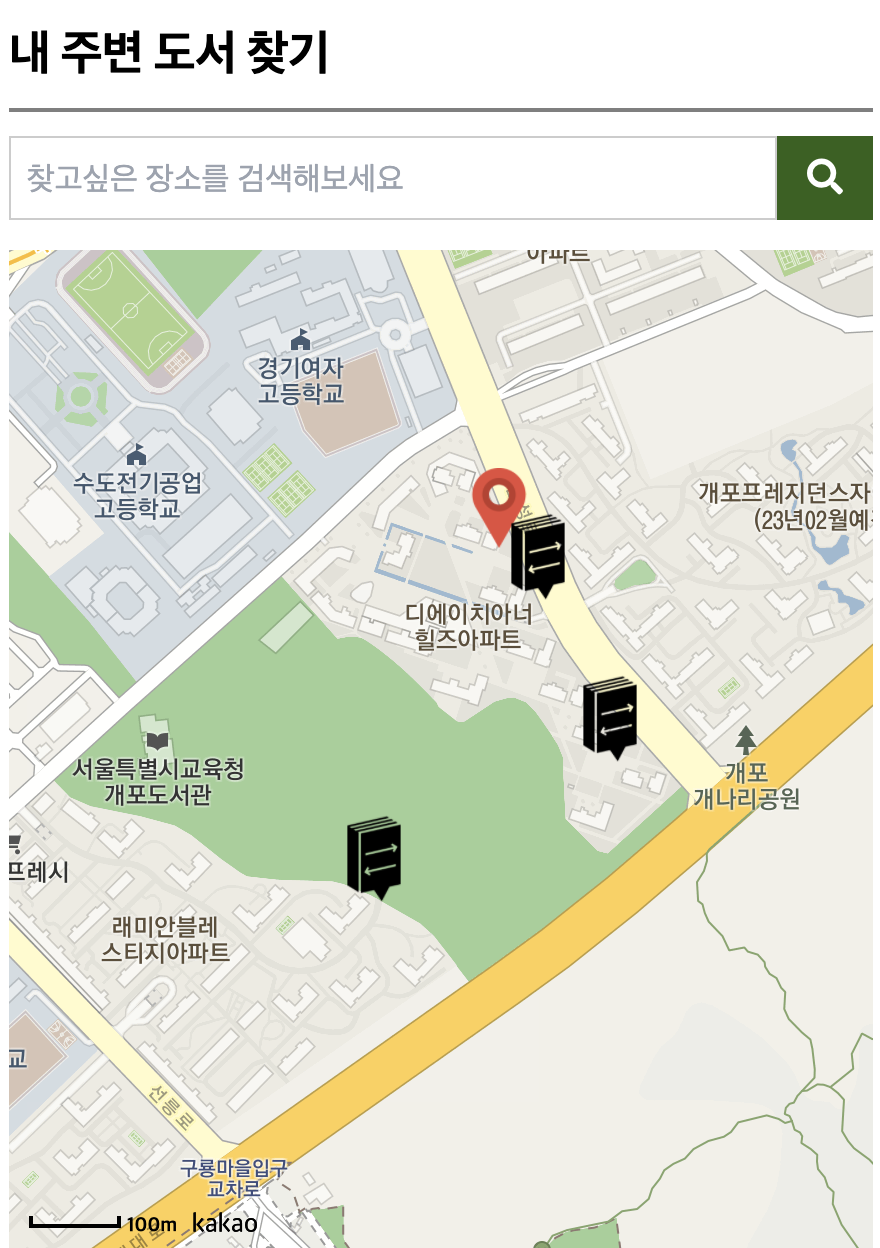 내 주변 도서 찾기
찾고싶은 장소를 검색해보세요
아파트
경기여자
고등학교
수도전기공업
고등학교
개포프레지던스자
(23년02월예
디에이치아너
힐즈아파트
서울특별시교육청
개포도서관
개포
개나리공원
프레시
래미안블레
스티지아파트
교
선릉로
구룡마을입구
교차로
100m kakao
대로